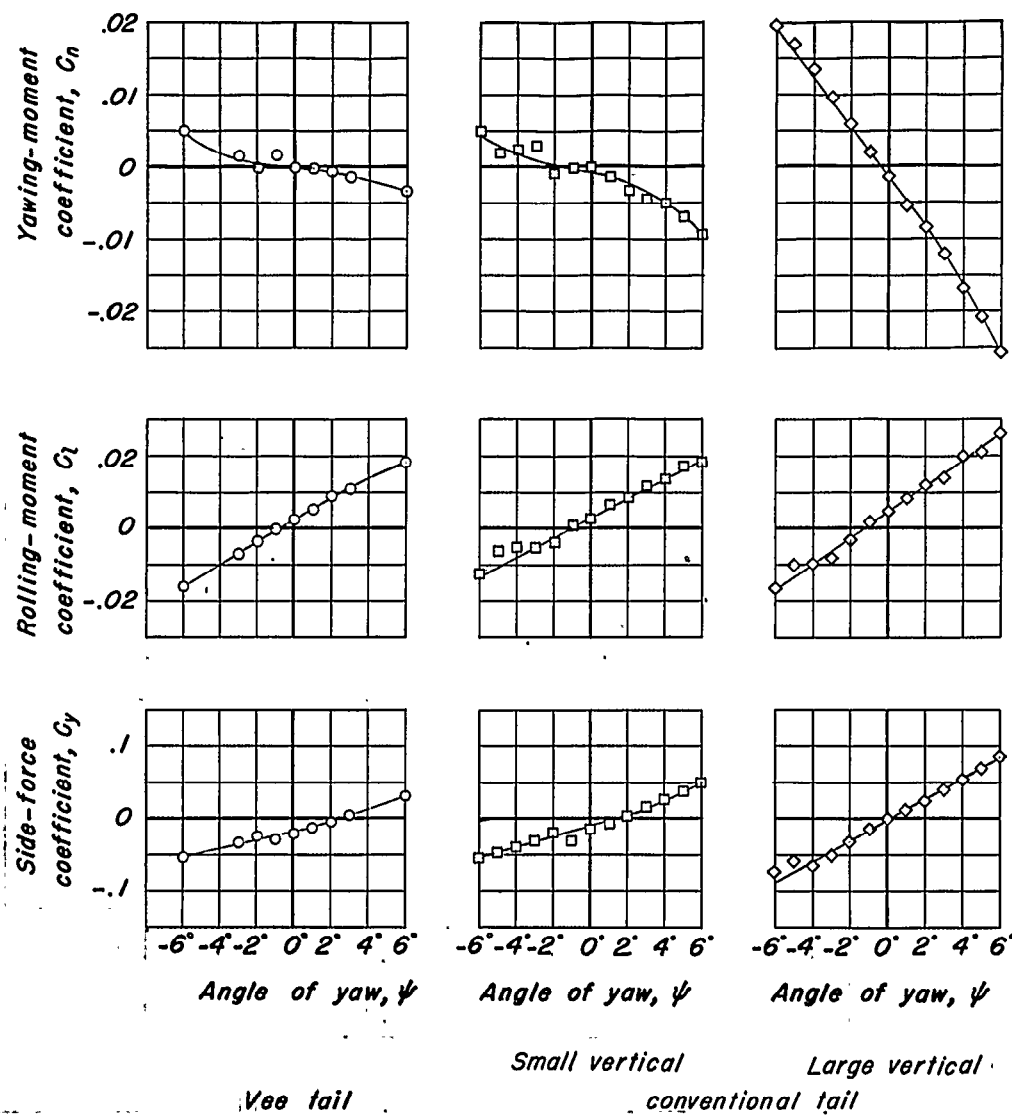 Yawing-moment
coefficient, Cn
.02
.01
0
-.01
-.02
Rolling-moment
coefficient, Cl
.02
0
-.02
Side-force
coefficient, Cy
.1
0
-.1
-6° -4° -2° 0° 2° 4° 6°
-6° -4° -2° 0° 2° 4° 6°
-6° -4° -2° 0° 2° 4° 6°
Angle of yaw, ψ
Angle of yaw, ψ
Angle of yaw, ψ
Small vertical
Large vertical
Vee tail
conventional tail